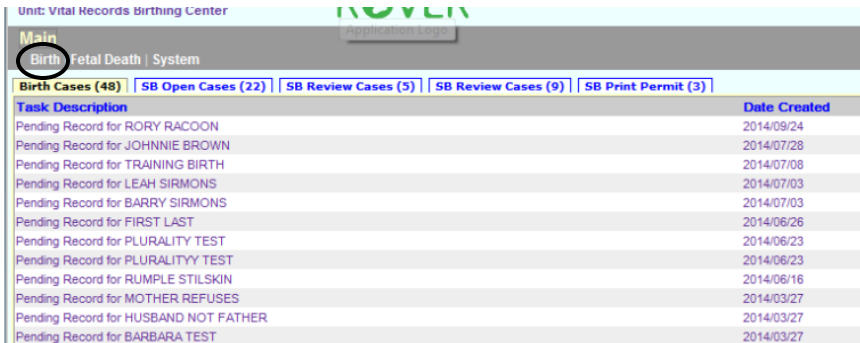 Unit: Vital Records Birthing Center
ROVER
Application Logo
Main
Birth | Fetal Death | System
Birth Cases (48) SB Open Cases (22) SB Review Cases (5) SB Review Cases (9) SB Print Permit (3)
Task Description Date Created
Pending Record for RORY RACOON 2014/09/24
Pending Record for JOHNNIE BROWN 2014/07/28
Pending Record for TRAINING BIRTH 2014/07/08
Pending Record for LEAH SIRMONS 2014/07/03
Pending Record for BARRY SIRMONS 2014/07/03
Pending Record for FIRST LAST 2014/06/26
Pending Record for PLURALITY TEST 2014/06/23
Pending Record for PLURALITYY TEST 2014/06/23
Pending Record for RUMPLE STILSKIN 2014/06/16
Pending Record for MOTHER REFUSES 2014/03/27
Pending Record for HUSBAND NOT FATHER 2014/03/27
Pending Record for BARBARA TEST 2014/03/27